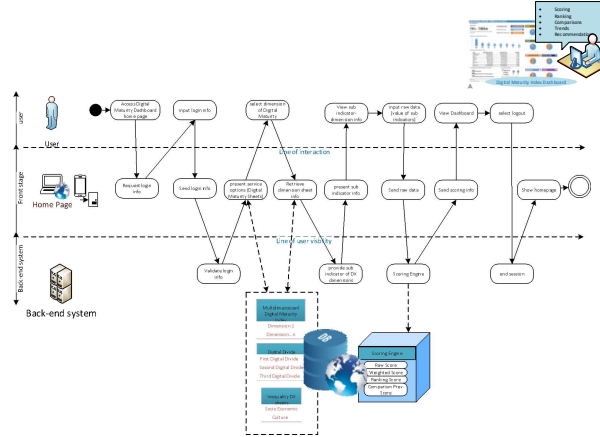 Scoring
Ranking
Comparisons
Trends
Recommendation
Digital Maturity Index Dashboard
user
Access Digital
Maturity Dashboard
home page
Input login info
select dimension
of Digital
Maturity
View sub
indicator-
dimension info
Input raw data
(value of sub
indicators)
View Dashboard
select logout
User
Line of interaction
Front stage
Home Page
Request login
info
Send login info
present service
options (Digital
Maturity Sheets)
Retrieve
dimension sheet
info
present sub
indicator info
Send raw data
Send scoring info
Show homepage
Line of user visibility
Back-end system
Back-end system
Validate login
info
provide sub
indicator of DX
dimensions
Scoring Engine
end session
Multidimensional
Digital Maturity
Index
Dimension 1
Dimension.. n
Digital Divide
First Digital Divide
Second Digital Divide
Third Digital Divide
Socio Economic
Culture
DB
Scoring Engine
Raw Score
Weighted Score
Ranking Score
Comparison Prev.
Score